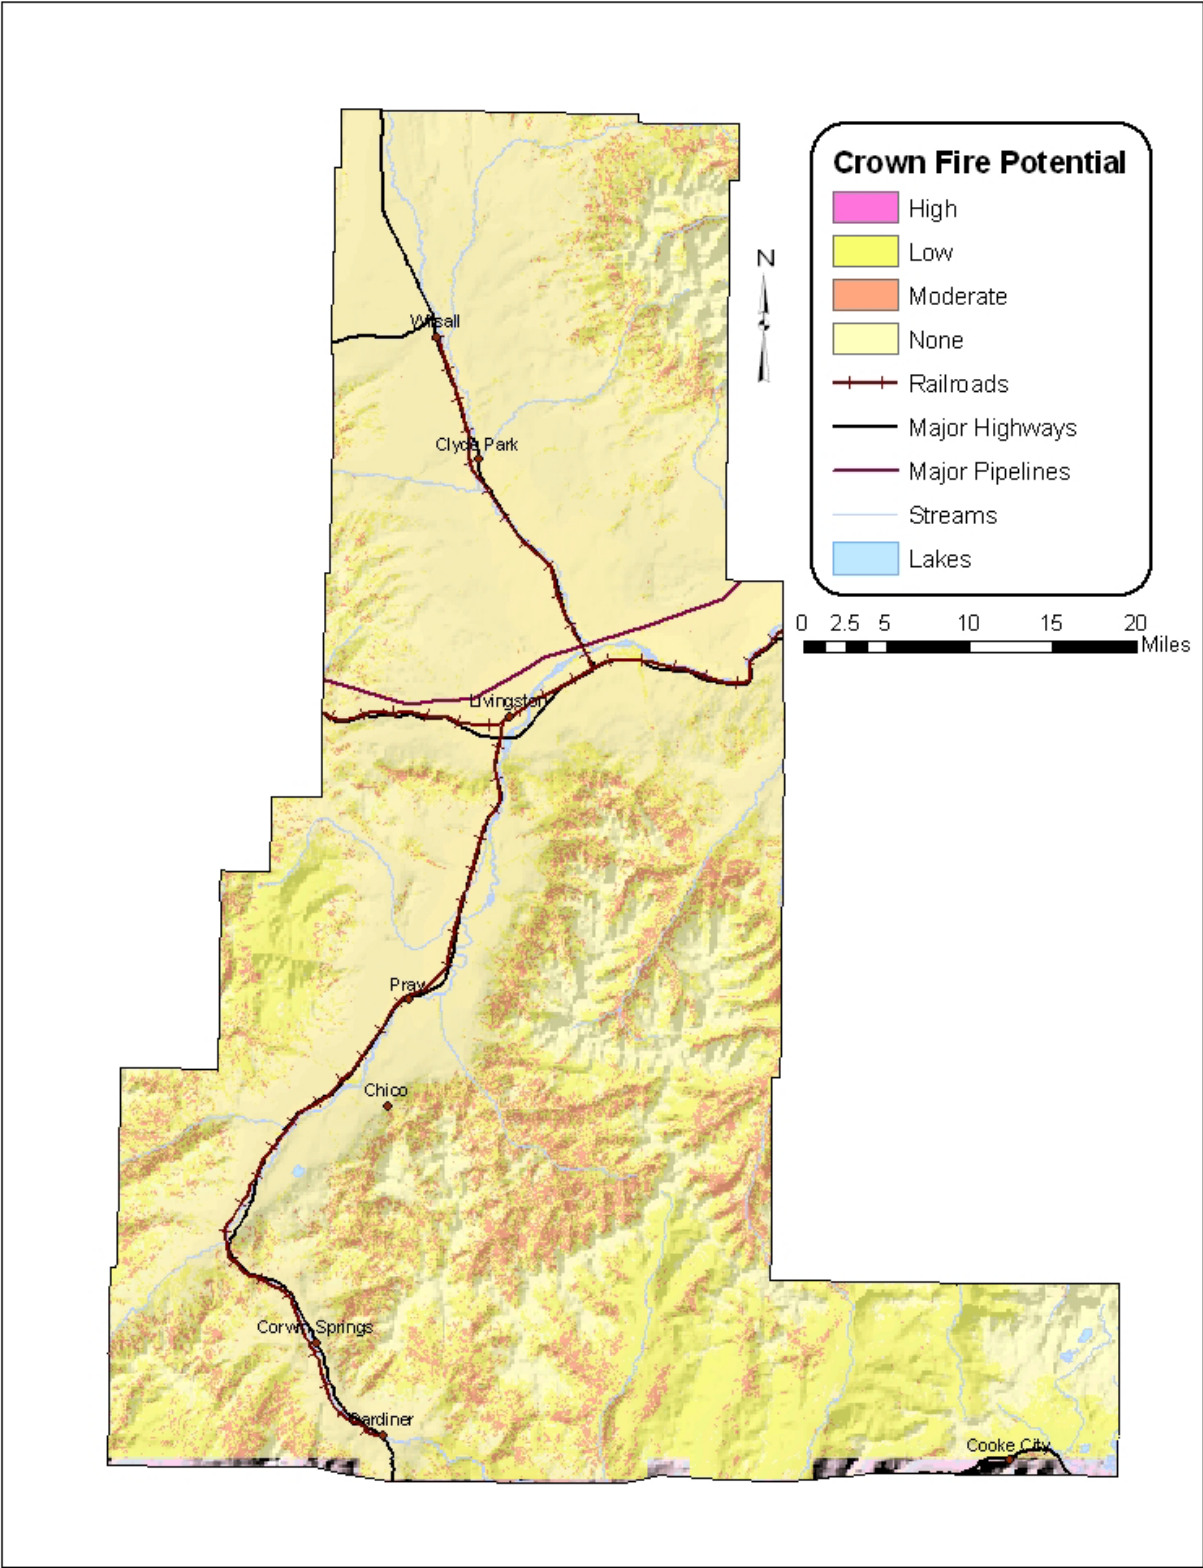 Crown Fire Potential
High
Low
Moderate
None
Railroads
Major Highways
Major Pipelines
Streams
Lakes
N
0 2.5 5 10 15 20
Miles
Wilsall
Clyde Park
Livingston
Pray
Chico
Corwin Springs
Gardiner
Cooke City